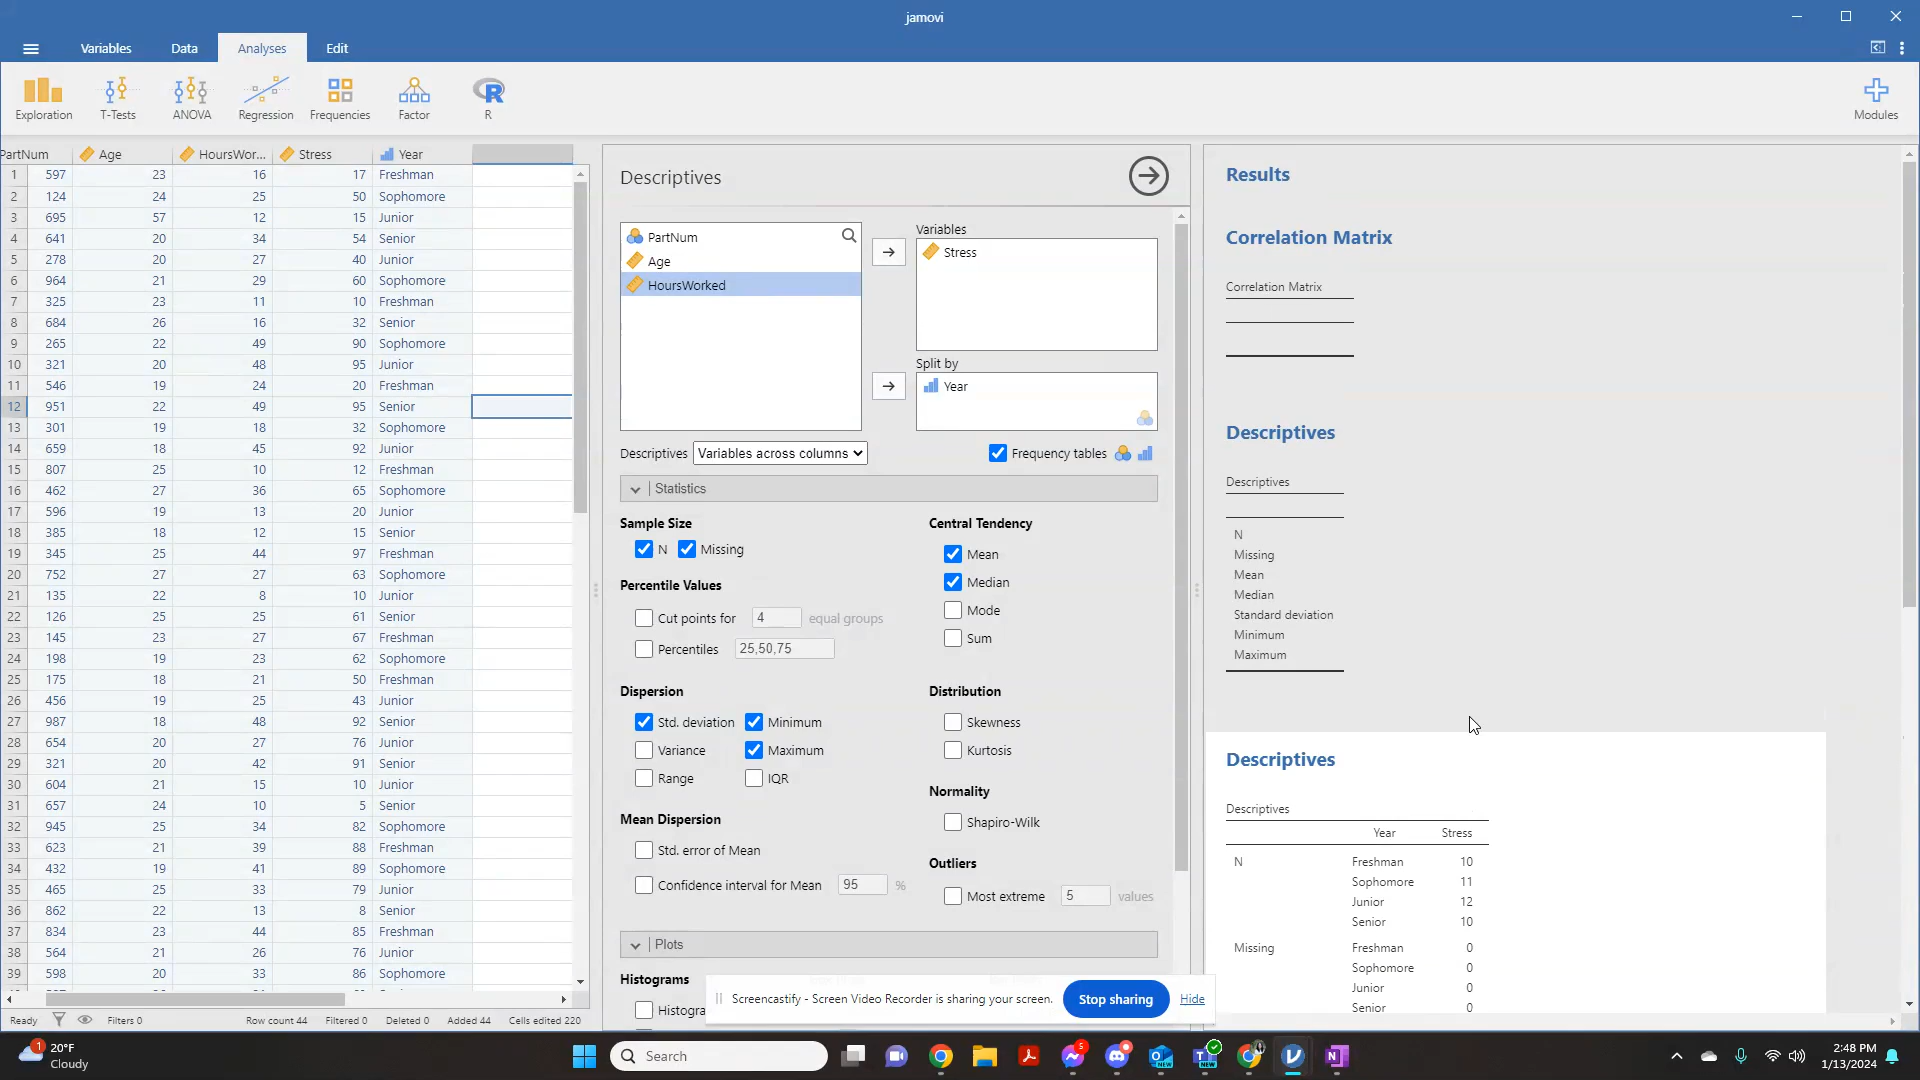 jamovi
Variables Data Analyses Edit
Exploration T-Tests ANOVA Regression Frequencies Factor R Modules
PartNum Age HoursWor... Stress Year
1 597 23 16 17 Freshman
2 124 24 25 50 Sophomore
3 695 57 12 15 Junior
4 641 20 34 54 Senior
5 278 20 27 40 Junior
6 964 21 29 60 Sophomore
7 325 23 11 10 Freshman
8 684 26 16 32 Senior
9 265 22 49 90 Sophomore
10 321 20 48 95 Junior
11 546 19 24 20 Freshman
12 951 22 49 95 Senior
13 301 19 18 32 Sophomore
14 659 18 45 92 Junior
15 807 25 10 12 Freshman
16 462 27 36 65 Sophomore
17 596 19 13 20 Junior
18 385 18 12 15 Senior
19 345 25 44 97 Freshman
20 752 27 27 63 Sophomore
21 135 22 8 10 Junior
22 126 25 25 61 Senior
23 145 23 27 67 Freshman
24 198 19 23 62 Sophomore
25 175 18 21 50 Freshman
26 456 19 25 43 Junior
27 987 18 48 92 Senior
28 654 20 27 76 Junior
29 321 20 42 91 Senior
30 604 21 15 10 Junior
31 657 24 10 5 Senior
32 945 25 34 82 Sophomore
33 623 21 39 88 Freshman
34 432 19 41 89 Sophomore
35 465 25 33 79 Junior
36 862 22 13 8 Senior
37 834 23 44 85 Freshman
38 564 21 26 76 Junior
39 598 20 33 86 Sophomore
Ready Filters 0 Row count 44 Filtered 0 Deleted 0 Added 44 Cells edited 220
Descriptives
PartNum
Age
HoursWorked
Variables
Stress
Split by
Year
Descriptives Variables across columns Frequency tables
Statistics
Sample Size
N Missing
Percentile Values
Cut points for 4 equal groups
Percentiles 25,50,75
Dispersion
Std. deviation Minimum
Variance Maximum
Range IQR
Mean Dispersion
Std. error of Mean
Confidence interval for Mean 95 %
Central Tendency
Mean
Median
Mode
Sum
Distribution
Skewness
Kurtosis
Normality
Shapiro-Wilk
Outliers
Most extreme 5 values
Plots
Histograms
Histogra
Screencastify - Screen Video Recorder is sharing your screen. Stop sharing Hide
Results
Correlation Matrix
Correlation Matrix
Descriptives
Descriptives
N
Missing
Mean
Median
Standard deviation
Minimum
Maximum
Descriptives
Descriptives
Year Stress
N Freshman 10
Sophomore 11
Junior 12
Senior 10
Missing Freshman 0
Sophomore 0
Junior 0
Senior 0
1 20°F
Cloudy
Search
5
NEW
NEW
2:48 PM
1/13/2024